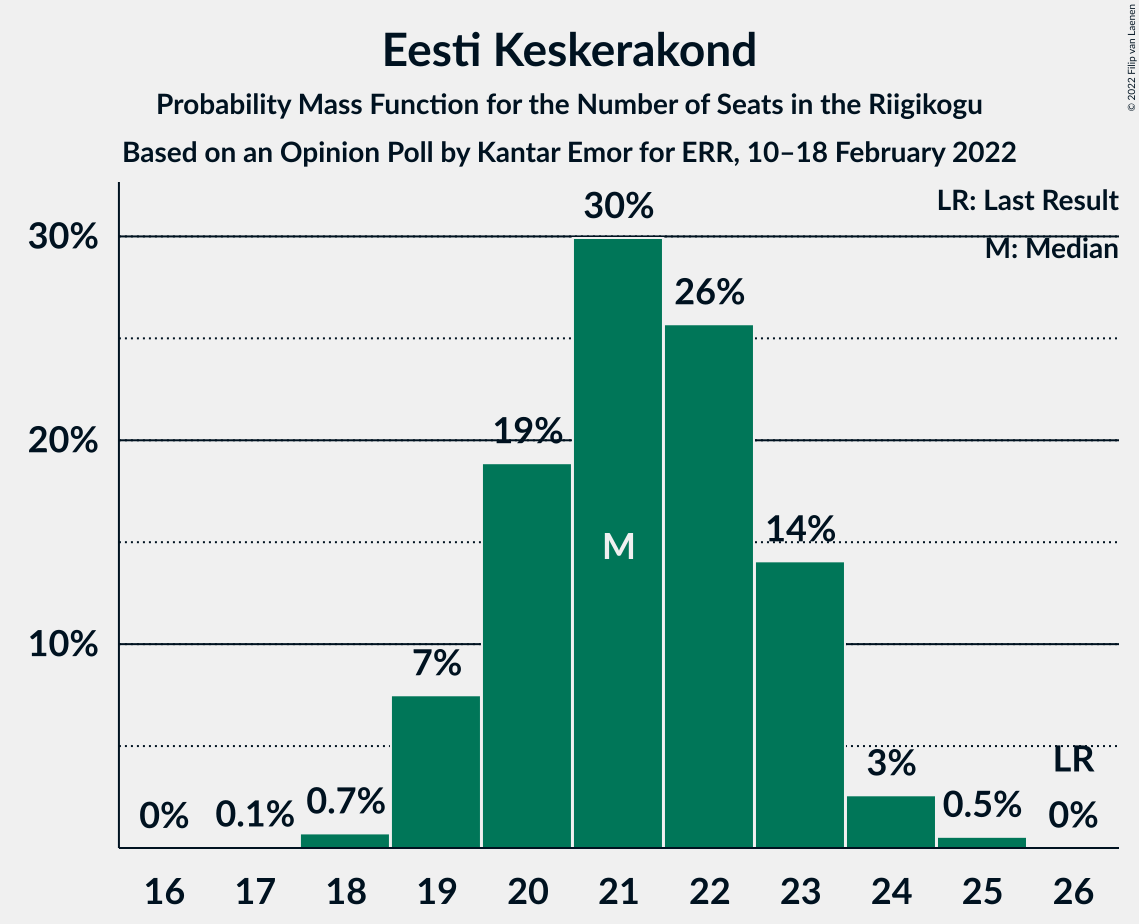 Eesti Keskerakond
Probability Mass Function for the Number of Seats in the Riigikogu
Based on an Opinion Poll by Kantar Emor for ERR, 10–18 February 2022
© 2022 Filip van Laenen
LR: Last Result
M: Median
30%
20%
10%
0%
0.1%
0.7%
7%
19%
30%
M
26%
14%
3%
0.5%
LR
0%
16 17 18 19 20 21 22 23 24 25 26